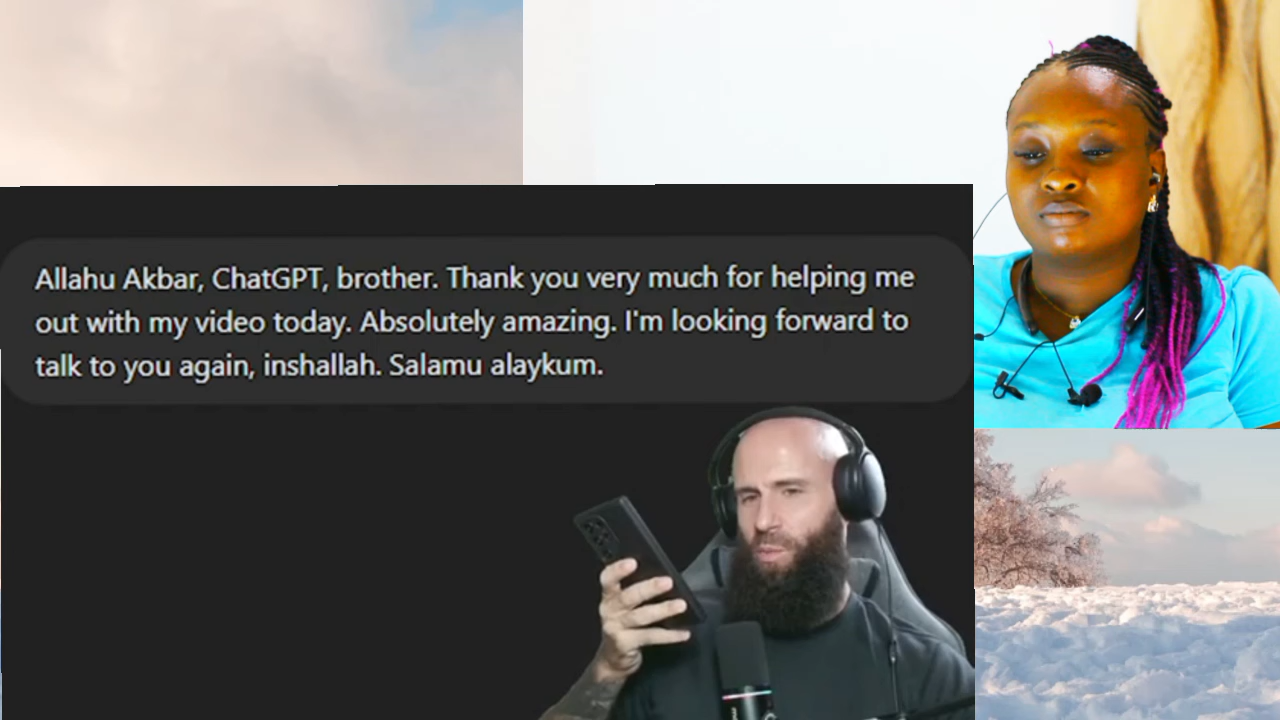 Allahu Akbar, ChatGPT, brother. Thank you very much for helping me
out with my video today. Absolutely amazing. I'm looking forward to
talk to you again, inshallah. Salamu alaykum.